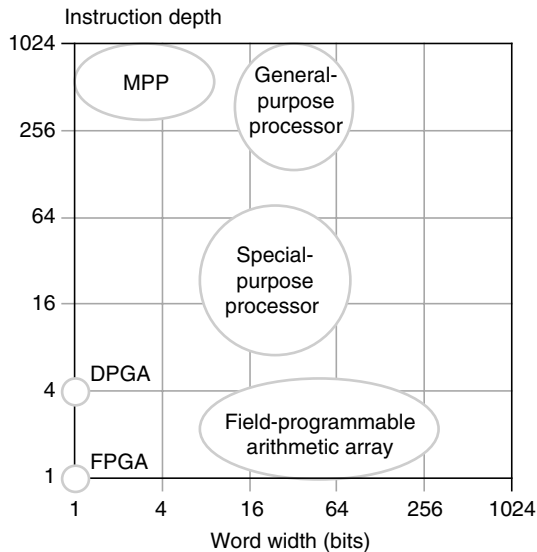 Instruction depth
1024
MPP
General-
purpose
processor
256
64
Special-
purpose
processor
16
DPGA
4
Field-programmable
arithmetic array
FPGA
1
1 4 16 64 256 1024
Word width (bits)